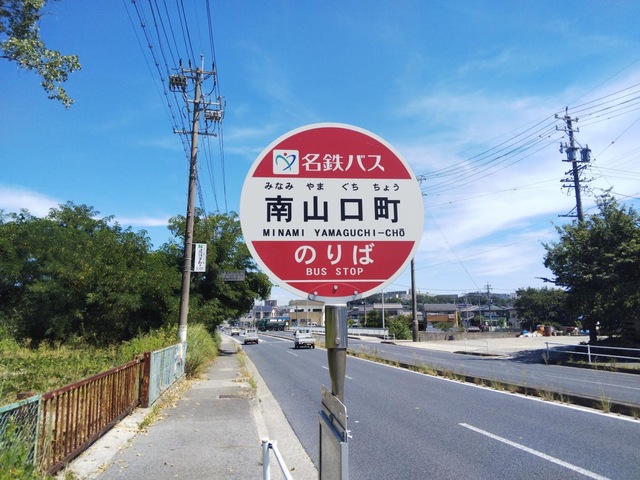 名鉄バス
みなみ やま ぐち ちょう
南山口町
MINAMI YAMAGUCHI-CHŌ
のりば
BUS STOP